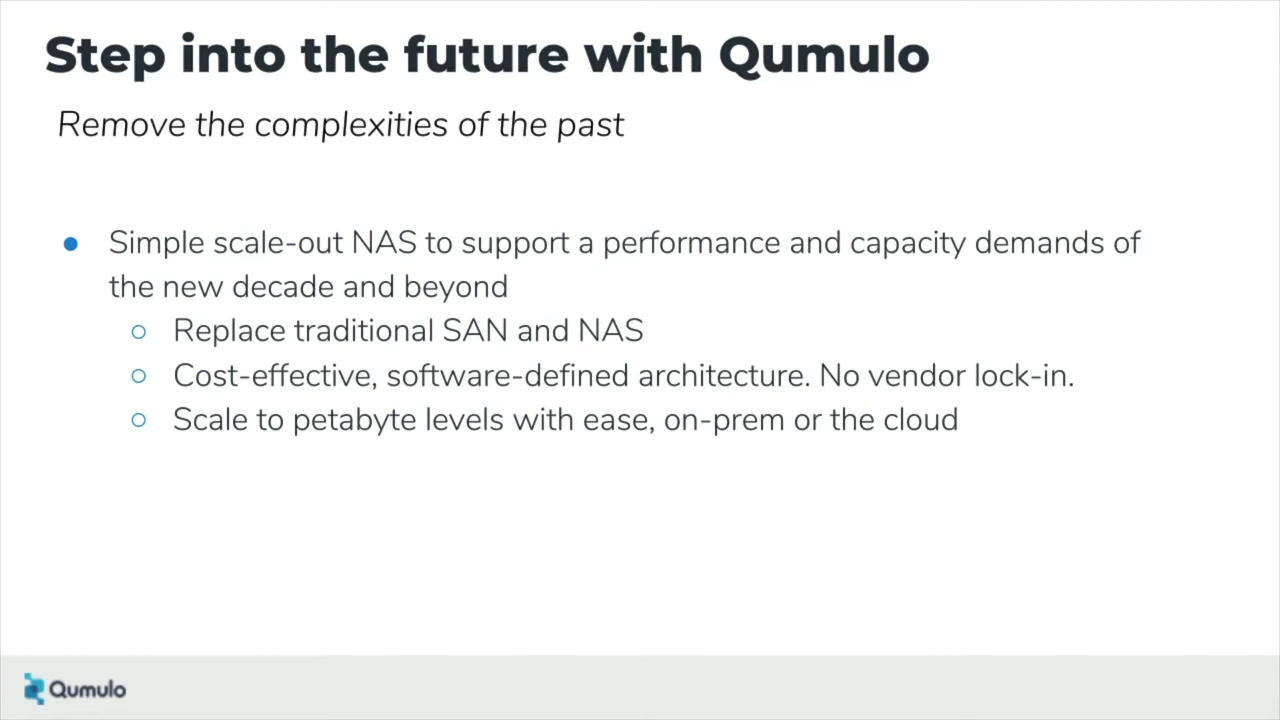 Step into the future with Qumulo
Remove the complexities of the past
● Simple scale-out NAS to support a performance and capacity demands of
the new decade and beyond
○ Replace traditional SAN and NAS
○ Cost-effective, software-defined architecture. No vendor lock-in.
○ Scale to petabyte levels with ease, on-prem or the cloud
Qumulo